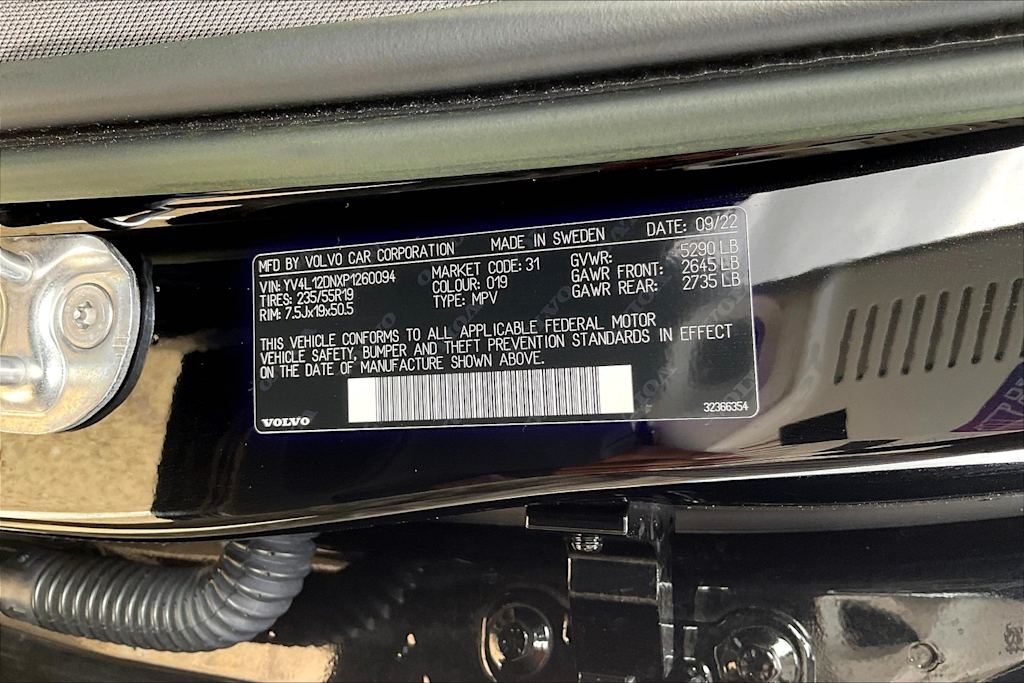 MFD BY VOLVO CAR CORPORATION MADE IN SWEDEN DATE: 09/22
VIN: YV4L12DNXP1260094 MARKET CODE: 31 GVWR: 5290 LB
TIRES: 235/55R19 COLOUR: 019 GAWR FRONT: 2645 LB
RIM: 7.5Jx19x50.5 TYPE: MPV GAWR REAR: 2735 LB
THIS VEHICLE CONFORMS TO ALL APPLICABLE FEDERAL MOTOR
VEHICLE SAFETY, BUMPER AND THEFT PREVENTION STANDARDS IN EFFECT
ON THE DATE OF MANUFACTURE SHOWN ABOVE.
VOLVO 32366354